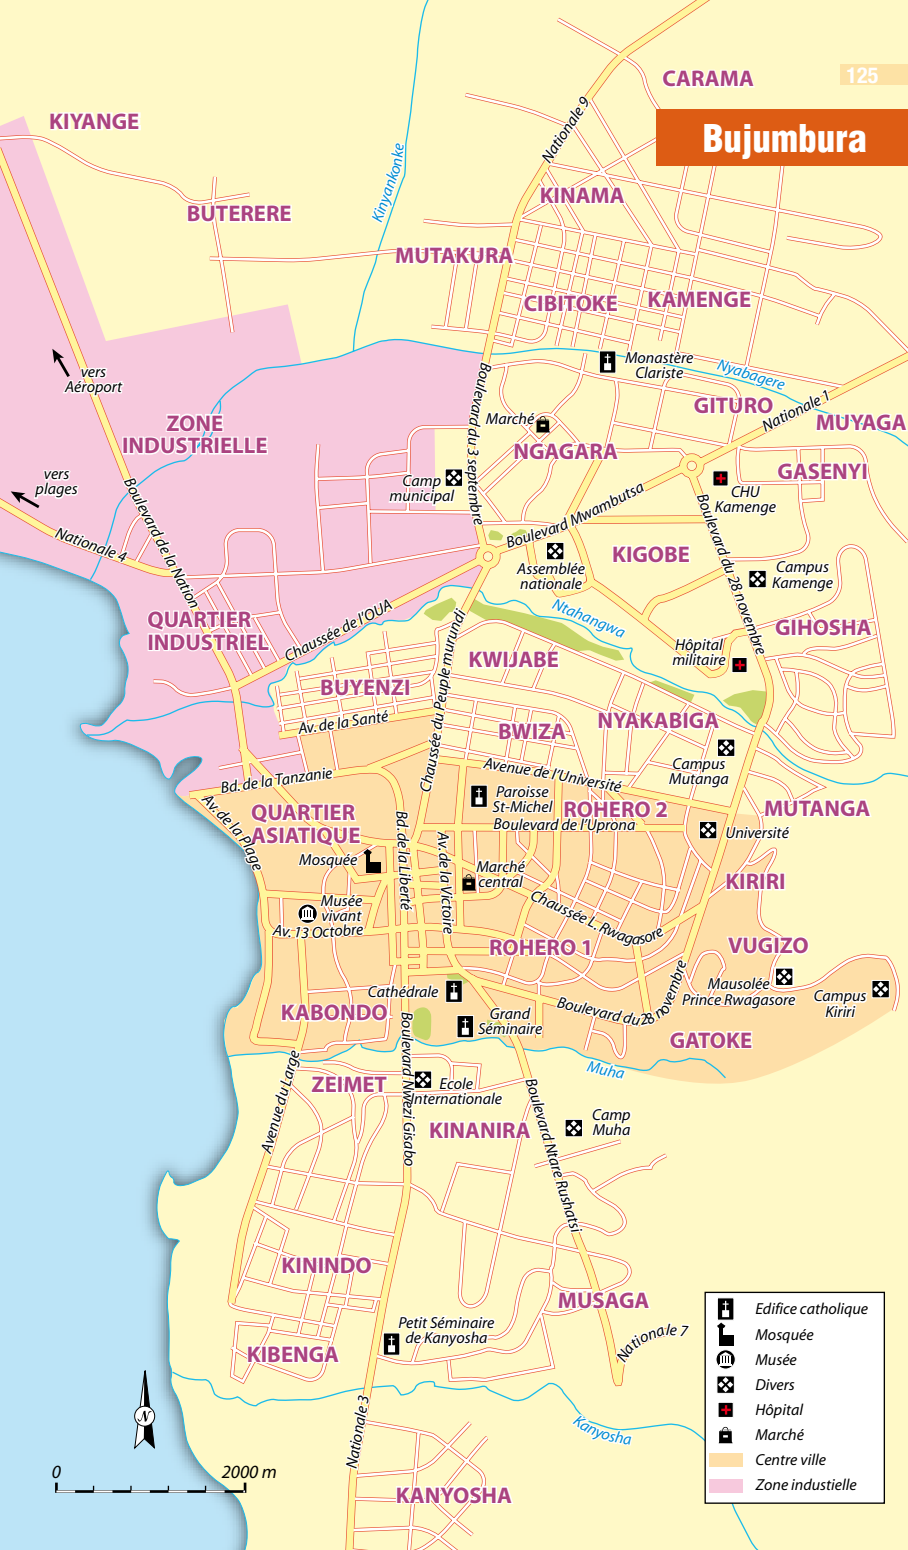 CARAMA
125
KIYANGE
Bujumbura
Nationale 9
Kinyankonke
KINAMA
BUTERERE
MUTAKURA
CIBITOKE
KAMENGE
Monastère
Clariste
Nyabagere
vers
Aéroport
Boulevard du 3 septembre
GITURO
Nationale 1
MUYAGA
ZONE
INDUSTRIELLE
Marché
NGAGARA
GASENYI
vers
plages
Camp
municipal
CHU
Kamenge
Boulevard de la Nation
Boulevard Mwambutsa
Boulevard du 28 novembre
Nationale 4
Assemblée
nationale
KIGOBE
Campus
Kamenge
QUARTIER
INDUSTRIEL
Chaussée de l'OUA
Ntahangwa
GIHOSHA
Hôpital
militaire
KWIJABE
BUYENZI
Chaussée du Peuple murundi
Av. de la Santé
BWIZA
NYAKABIGA
Campus
Mutanga
Bd. de la Tanzanie
Avenue de l'Université
Paroisse
St-Michel
ROHERO 2
MUTANGA
Av. de la Plage
QUARTIER
ASIATIQUE
Bd. de la Liberté
Av. de la Victoire
Boulevard de l'Uprona
Université
Mosquée
Marché
central
KIRIRI
Musée
vivant
Av. 13 Octobre
Chaussée L. Rwagasore
ROHERO 1
VUGIZO
Cathédrale
Mausolée
Prince Rwagasore
Campus
Kiriri
KABONDO
Grand
Séminaire
Boulevard du 28 novembre
GATOKE
Boulevard Nwezi Gisabo
Muha
ZEIMET
Ecole
Internationale
Avenue du Large
Boulevard Ntare Rushatsi
KINANIRA
Camp
Muha
KININDO
MUSAGA
Petit Séminaire
de Kanyosha
Nationale 7
KIBENGA
Nationale 3
Kanyosha
KANYOSHA
N
0 2000 m
Edifice catholique
Mosquée
Musée
Divers
Hôpital
Marché
Centre ville
Zone industielle